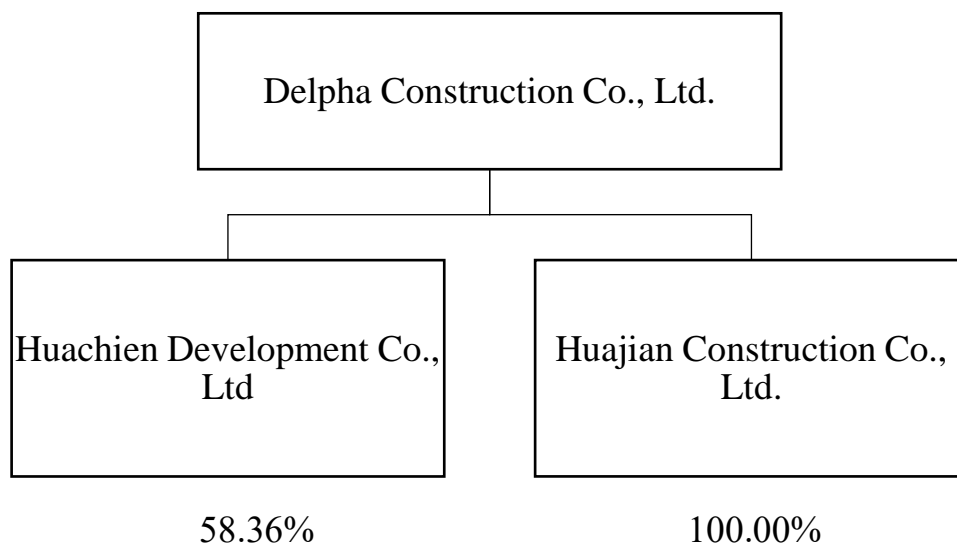 Delpha Construction Co., Ltd.
Huachien Development Co.,
Ltd
Huajian Construction Co.,
Ltd.
58.36%
100.00%